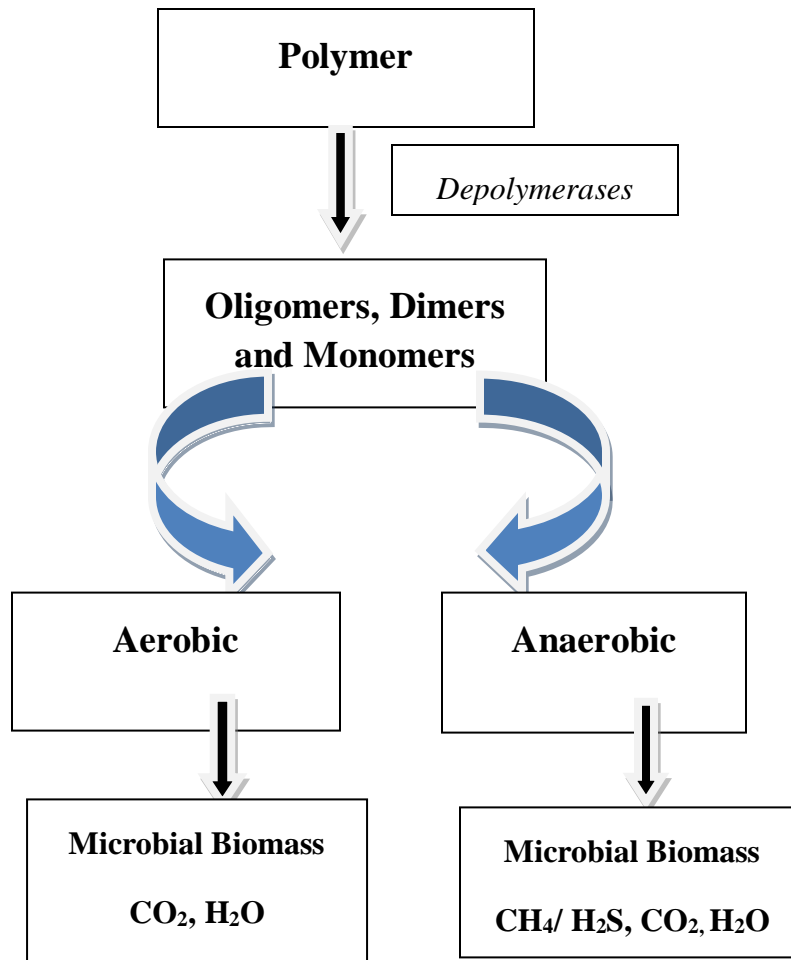 Polymer
Depolymerases
Oligomers, Dimers
and Monomers
Aerobic
Anaerobic
Microbial Biomass
CO₂, H₂O
Microbial Biomass
CH₄/ H₂S, CO₂, H₂O